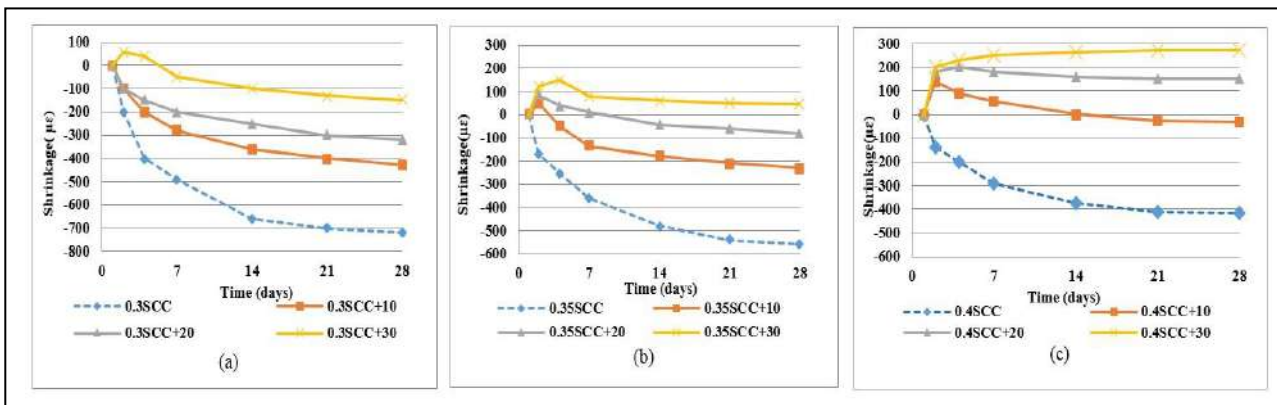 100
0
-100
-200
-300
-400
-500
-600
-700
-800
Shrinkage( µε)
0 7 14 21 28
Time (days)
0.3SCC 0.3SCC+10
0.3SCC+20 0.3SCC+30
(a)
300
200
100
0
-100
-200
-300
-400
-500
-600
Shrinkage(µε)
0 7 14 21 28
Time (days)
0.35SCC 0.35SCC+10
0.35SCC+20 0.35SCC+30
(b)
300
200
100
0
-100
-200
-300
-400
-500
-600
Shrinkage(µε)
0 7 14 21 28
Time (days)
0.4SCC 0.4SCC+10
0.4SCC+20 0.4SCC+30
(c)